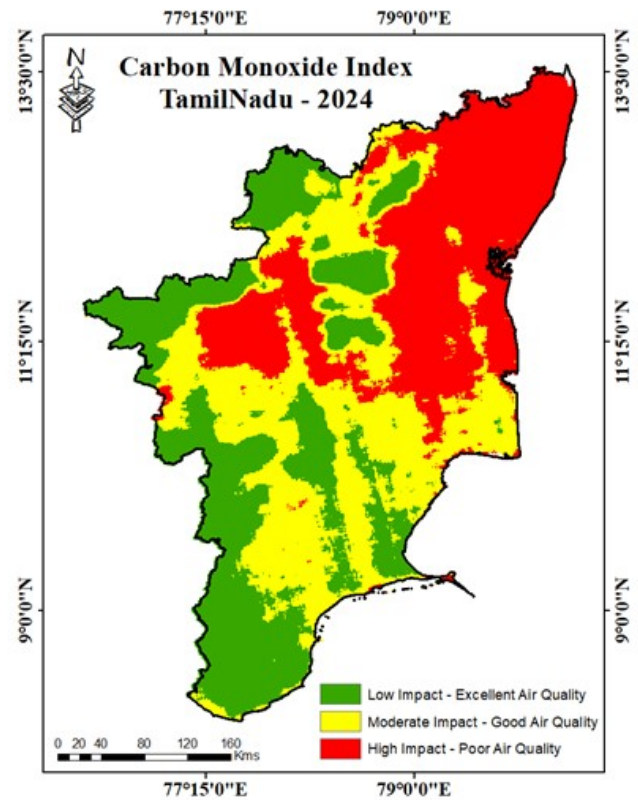 77°15'0"E 79°0'0"E
N
Carbon Monoxide Index
TamilNadu - 2024
13°30'0"N 13°30'0"N
11°15'0"N 11°15'0"N
9°0'0"N 9°0'0"N
Low Impact - Excellent Air Quality
Moderate Impact - Good Air Quality
High Impact - Poor Air Quality
0 20 40 80 120 160
Kms
77°15'0"E 79°0'0"E